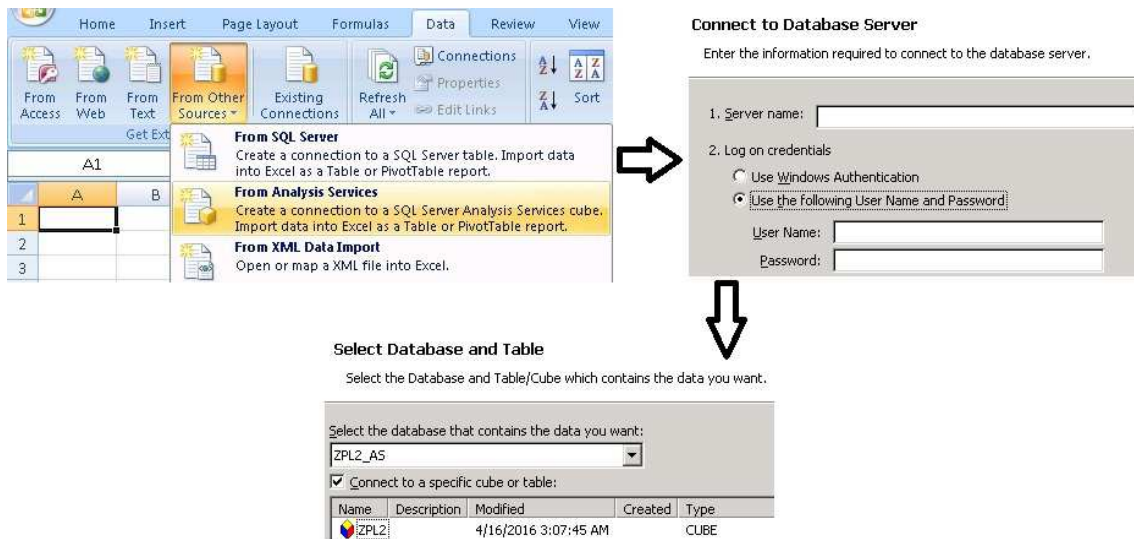 Home Insert Page Layout Formulas Data Review View
From Access
From Web
From Text
From Other Sources
Existing Connections
Refresh All
Connections
Properties
Edit Links
A Z
Z A
A Z
Z A
Sort
Get Ext
From SQL Server
Create a connection to a SQL Server table. Import data
into Excel as a Table or PivotTable report.
From Analysis Services
Create a connection to a SQL Server Analysis Services cube.
Import data into Excel as a Table or PivotTable report.
From XML Data Import
Open or map a XML file into Excel.
A1
A B
1
2
3
Connect to Database Server
Enter the information required to connect to the database server.
1. Server name:
2. Log on credentials
Use Windows Authentication
Use the following User Name and Password
User Name:
Password:
Select Database and Table
Select the Database and Table/Cube which contains the data you want.
Select the database that contains the data you want:
ZPL2_AS
Connect to a specific cube or table:
Name Description Modified Created Type
ZPL2 4/16/2016 3:07:45 AM CUBE